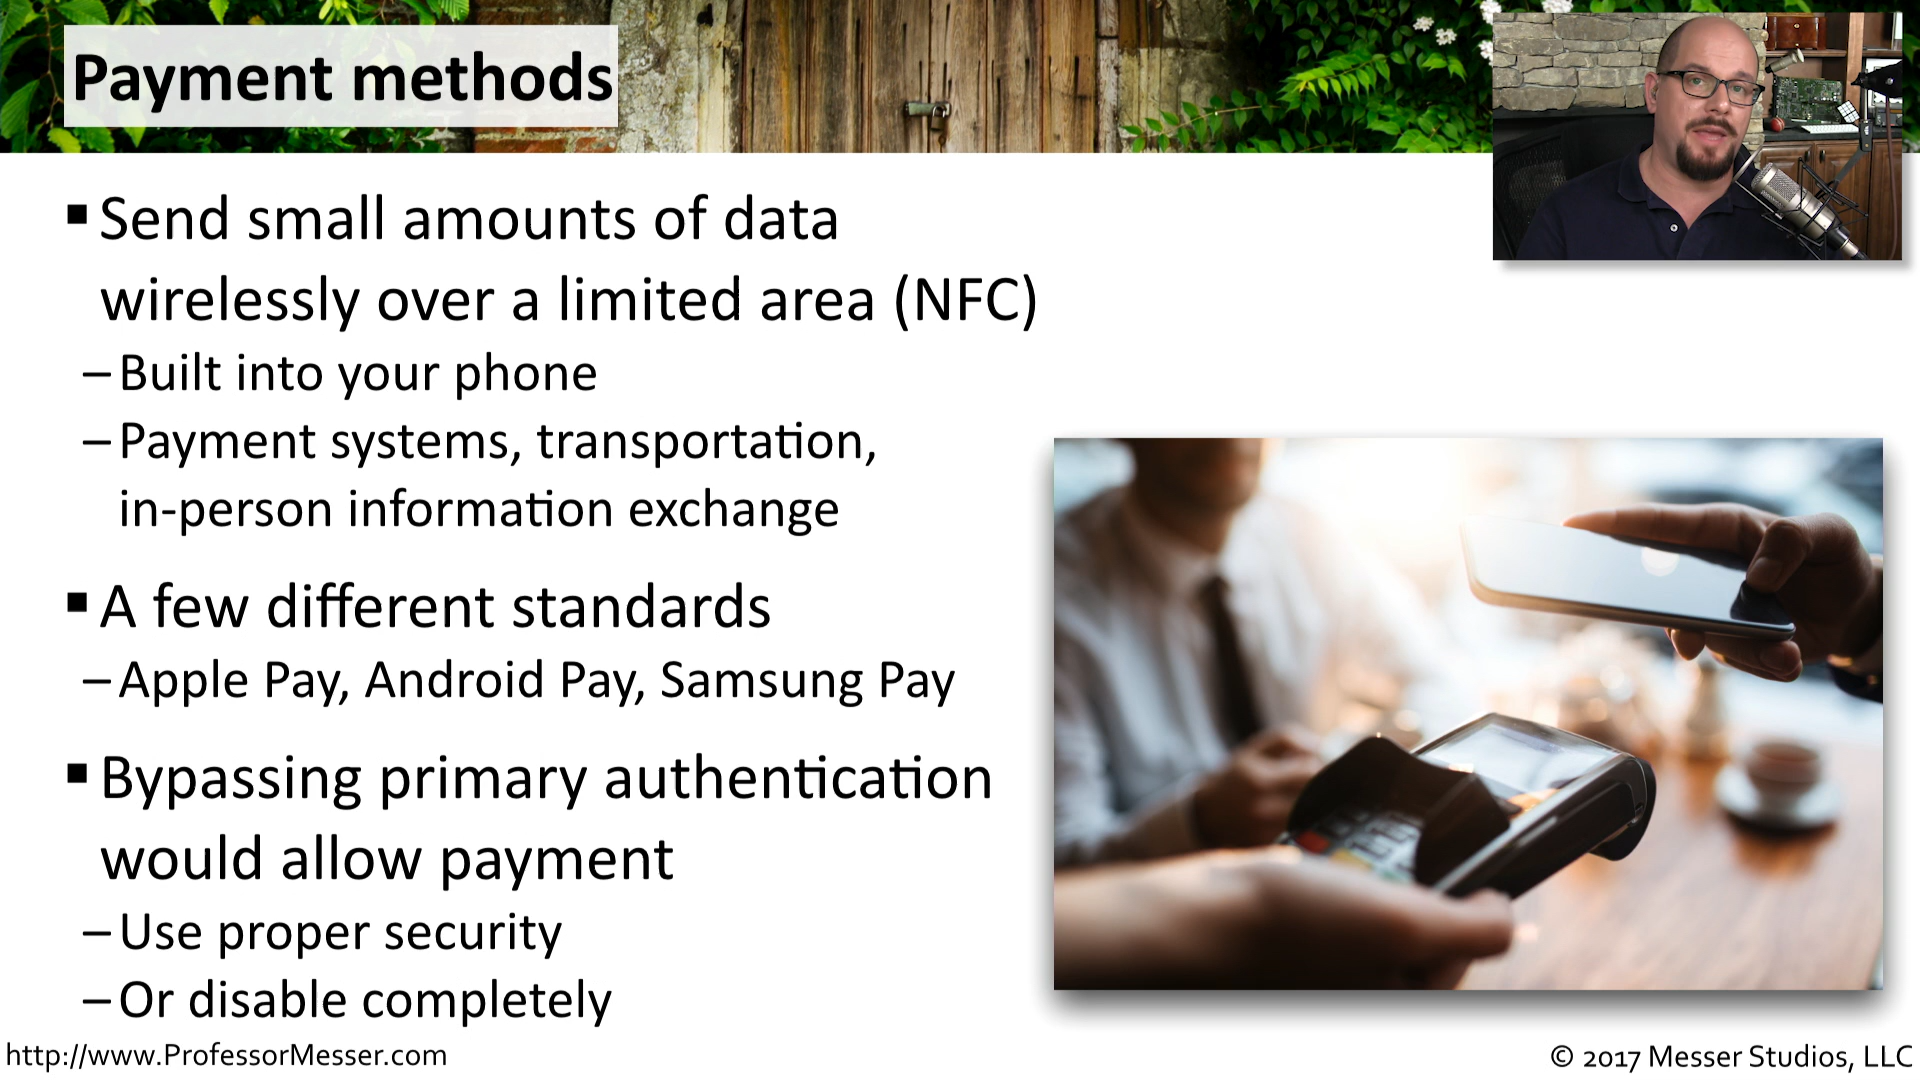 Payment methods
▪ Send small amounts of data
wirelessly over a limited area (NFC)
– Built into your phone
– Payment systems, transportation,
in-person information exchange
▪ A few different standards
– Apple Pay, Android Pay, Samsung Pay
▪ Bypassing primary authentication
would allow payment
– Use proper security
– Or disable completely
http://www.ProfessorMesser.com
© 2017 Messer Studios, LLC